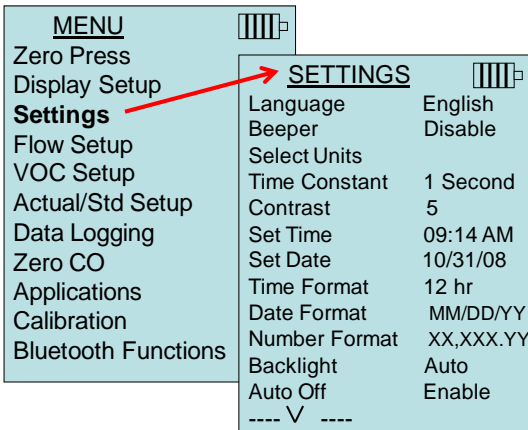 MENU
Zero Press
Display Setup
Settings
Flow Setup
VOC Setup
Actual/Std Setup
Data Logging
Zero CO
Applications
Calibration
Bluetooth Functions
SETTINGS
Language English
Beeper Disable
Select Units
Time Constant 1 Second
Contrast 5
Set Time 09:14 AM
Set Date 10/31/08
Time Format 12 hr
Date Format MM/DD/YY
Number Format XX,XXX.YY
Backlight Auto
Auto Off Enable
---- V ----